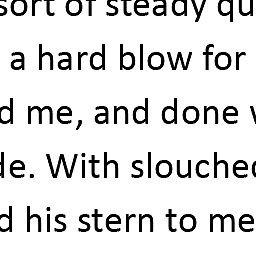 sort of steady qu
a hard blow for
d me, and done
de. With slouched
d his stern to me